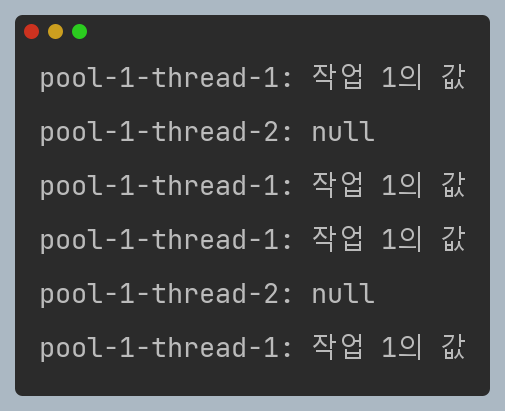 pool-1-thread-1: 작업 1의 값
pool-1-thread-2: null
pool-1-thread-1: 작업 1의 값
pool-1-thread-1: 작업 1의 값
pool-1-thread-2: null
pool-1-thread-1: 작업 1의 값